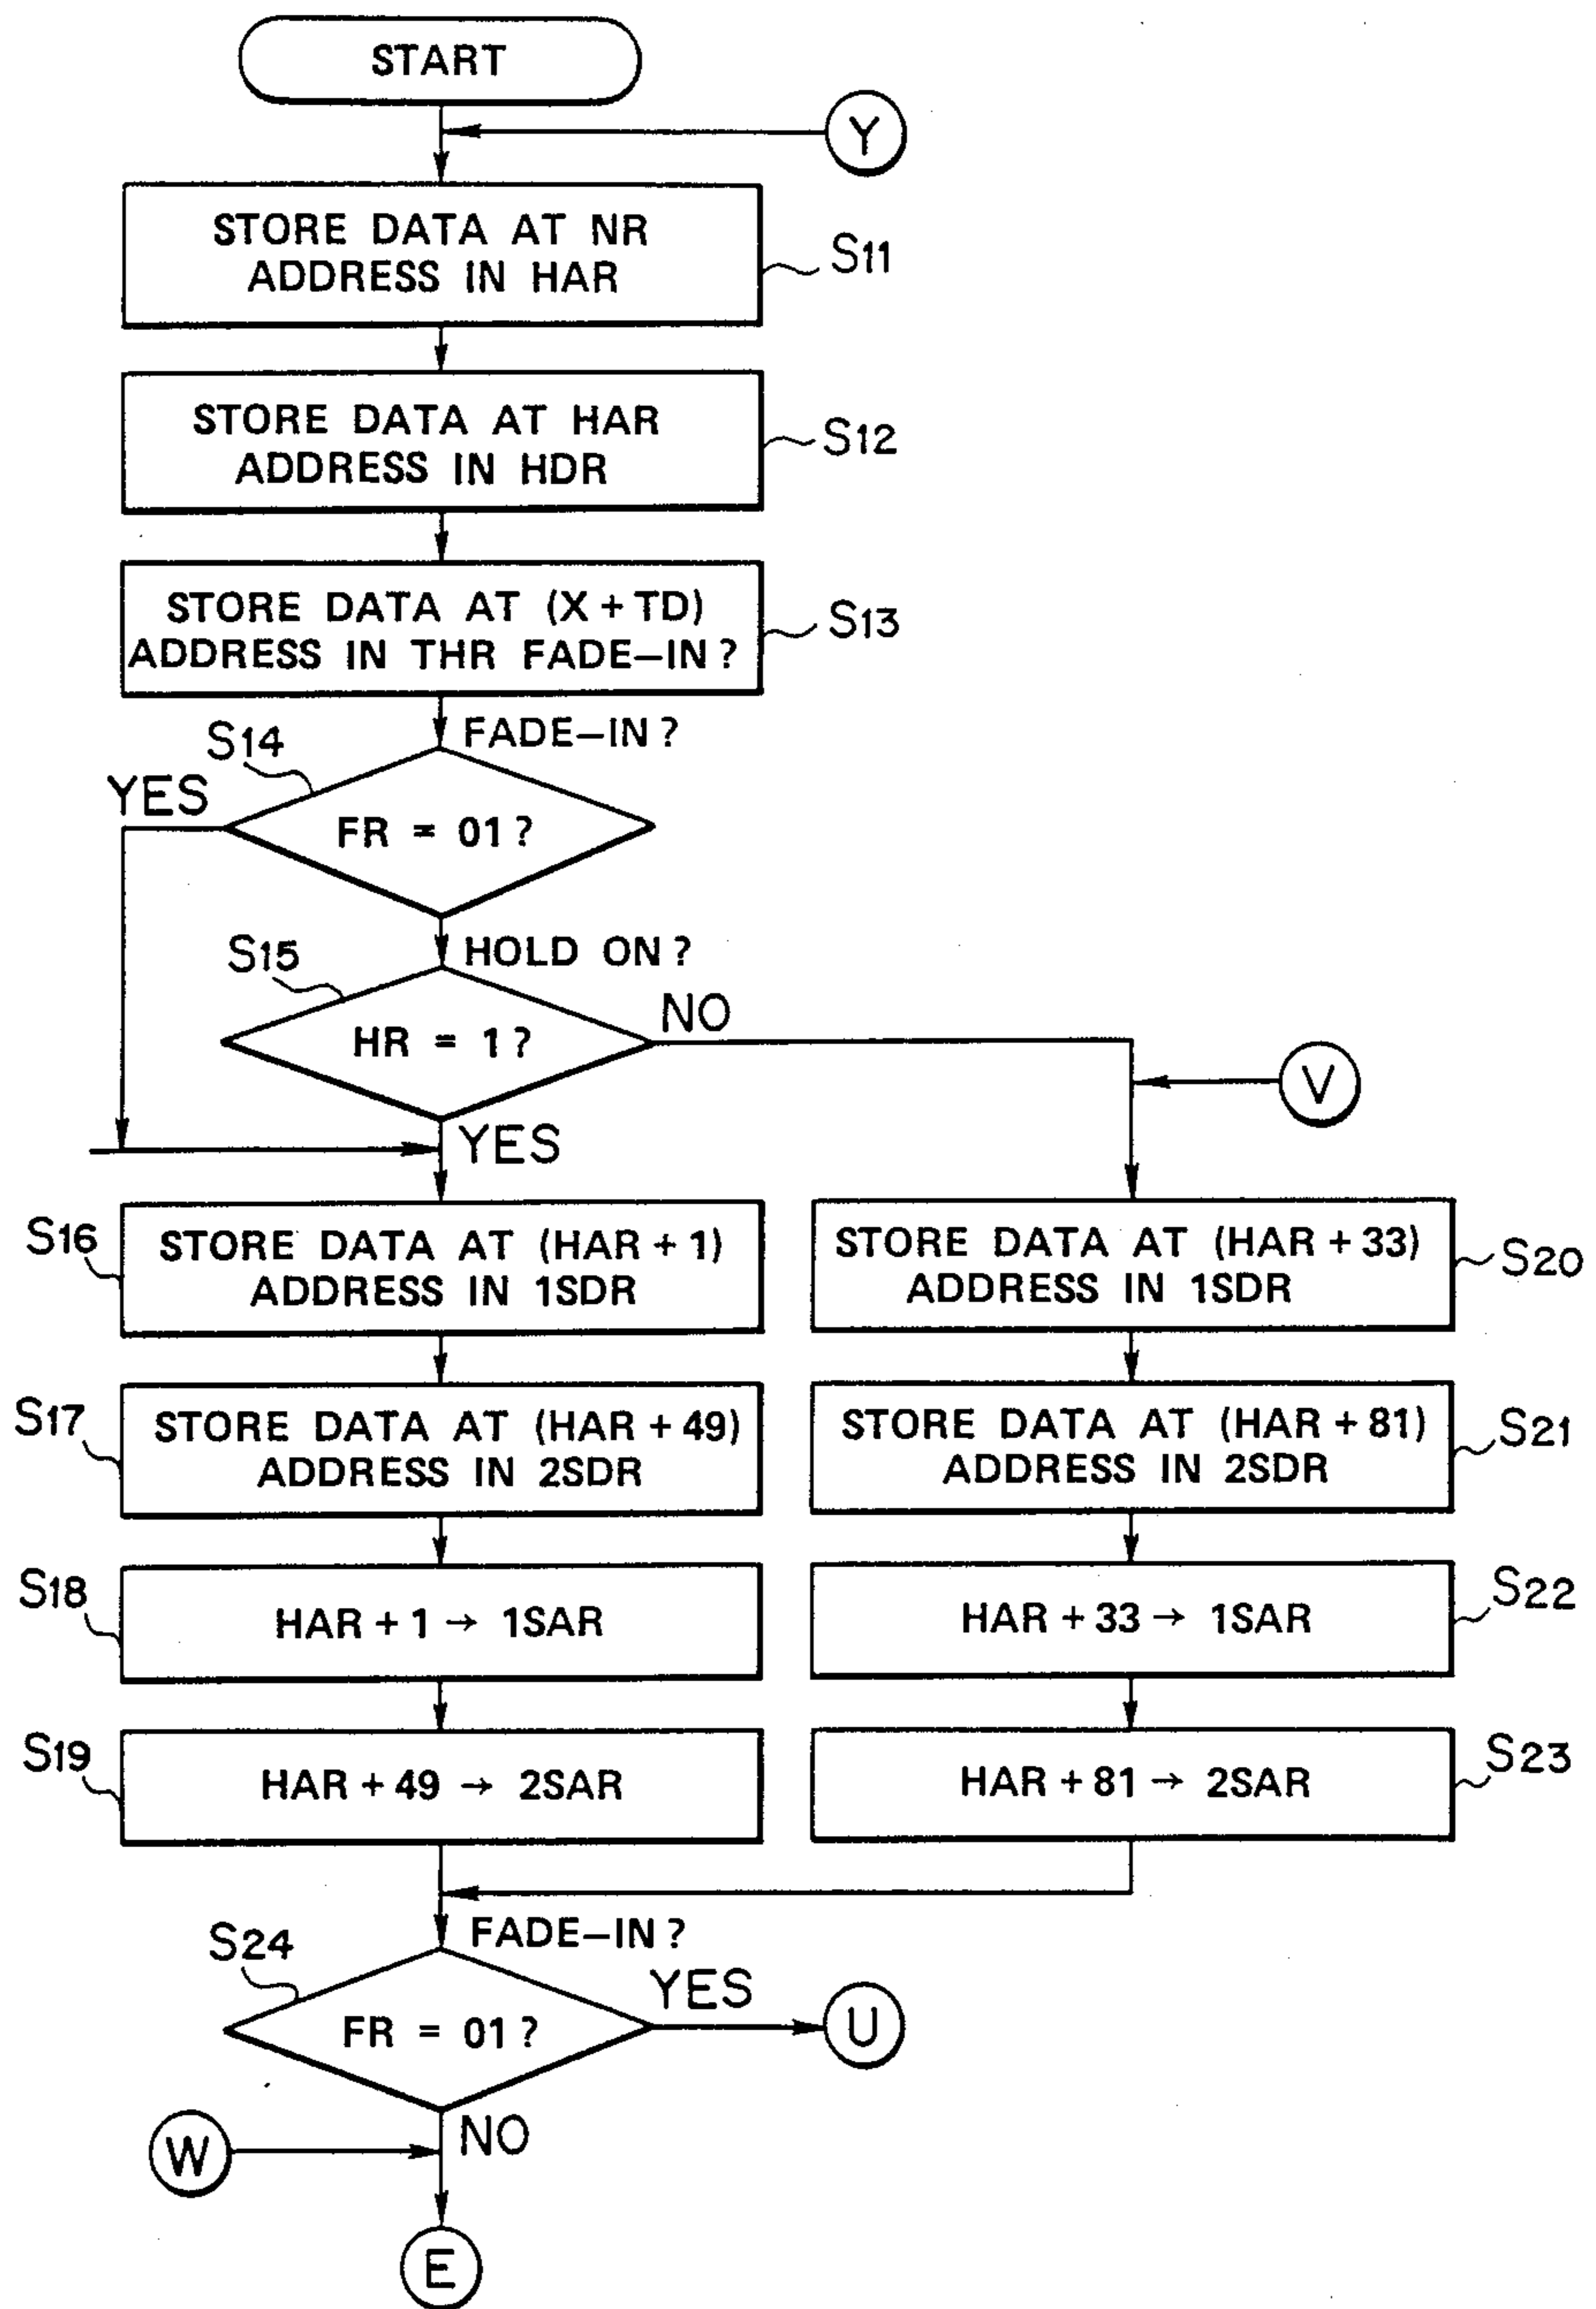 START
Y
STORE DATA AT NR
ADDRESS IN HAR
S11
STORE DATA AT HAR
ADDRESS IN HDR
S12
STORE DATA AT (X + TD)
ADDRESS IN THR FADE–IN ?
S13
FADE–IN ?
S14
YES
FR = 01 ?
HOLD ON ?
S15
NO
HR = 1 ?
V
YES
S16
STORE DATA AT (HAR + 1)
ADDRESS IN 1SDR
STORE DATA AT (HAR + 33)
ADDRESS IN 1SDR
S20
S17
STORE DATA AT (HAR + 49)
ADDRESS IN 2SDR
STORE DATA AT (HAR + 81)
ADDRESS IN 2SDR
S21
S18
HAR + 1 → 1SAR
HAR + 33 → 1SAR
S22
S19
HAR + 49 → 2SAR
HAR + 81 → 2SAR
S23
FADE–IN ?
S24
YES
FR = 01 ?
U
NO
W
E